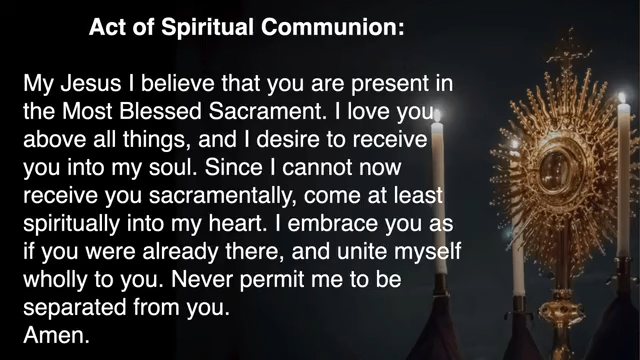 Act of Spiritual Communion:
My Jesus I believe that you are present in
the Most Blessed Sacrament. I love you
above all things, and I desire to receive
you into my soul. Since I cannot now
receive you sacramentally, come at least
spiritually into my heart. I embrace you as
if you were already there, and unite myself
wholly to you. Never permit me to be
separated from you.
Amen.